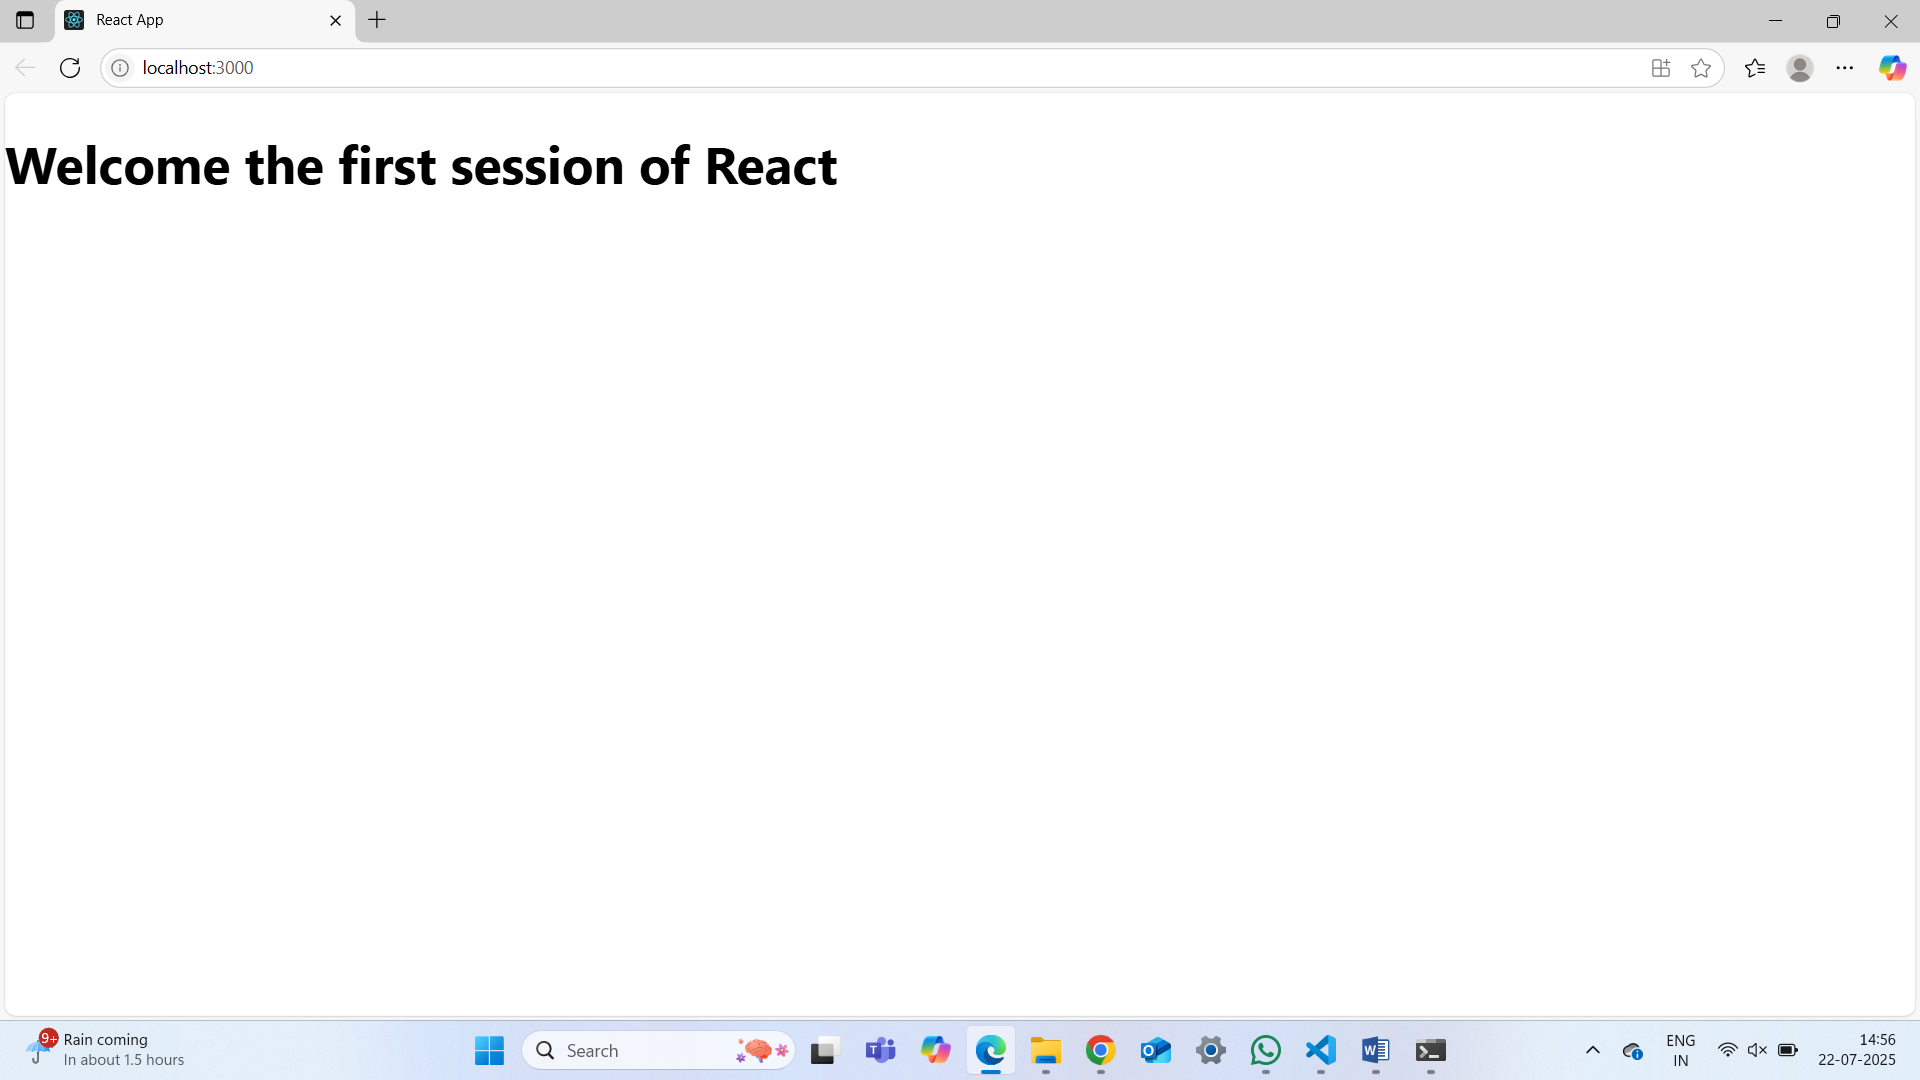 React App
localhost:3000
Welcome the first session of React
9+
Rain coming
In about 1.5 hours
Search
ENG
IN
14:56
22-07-2025